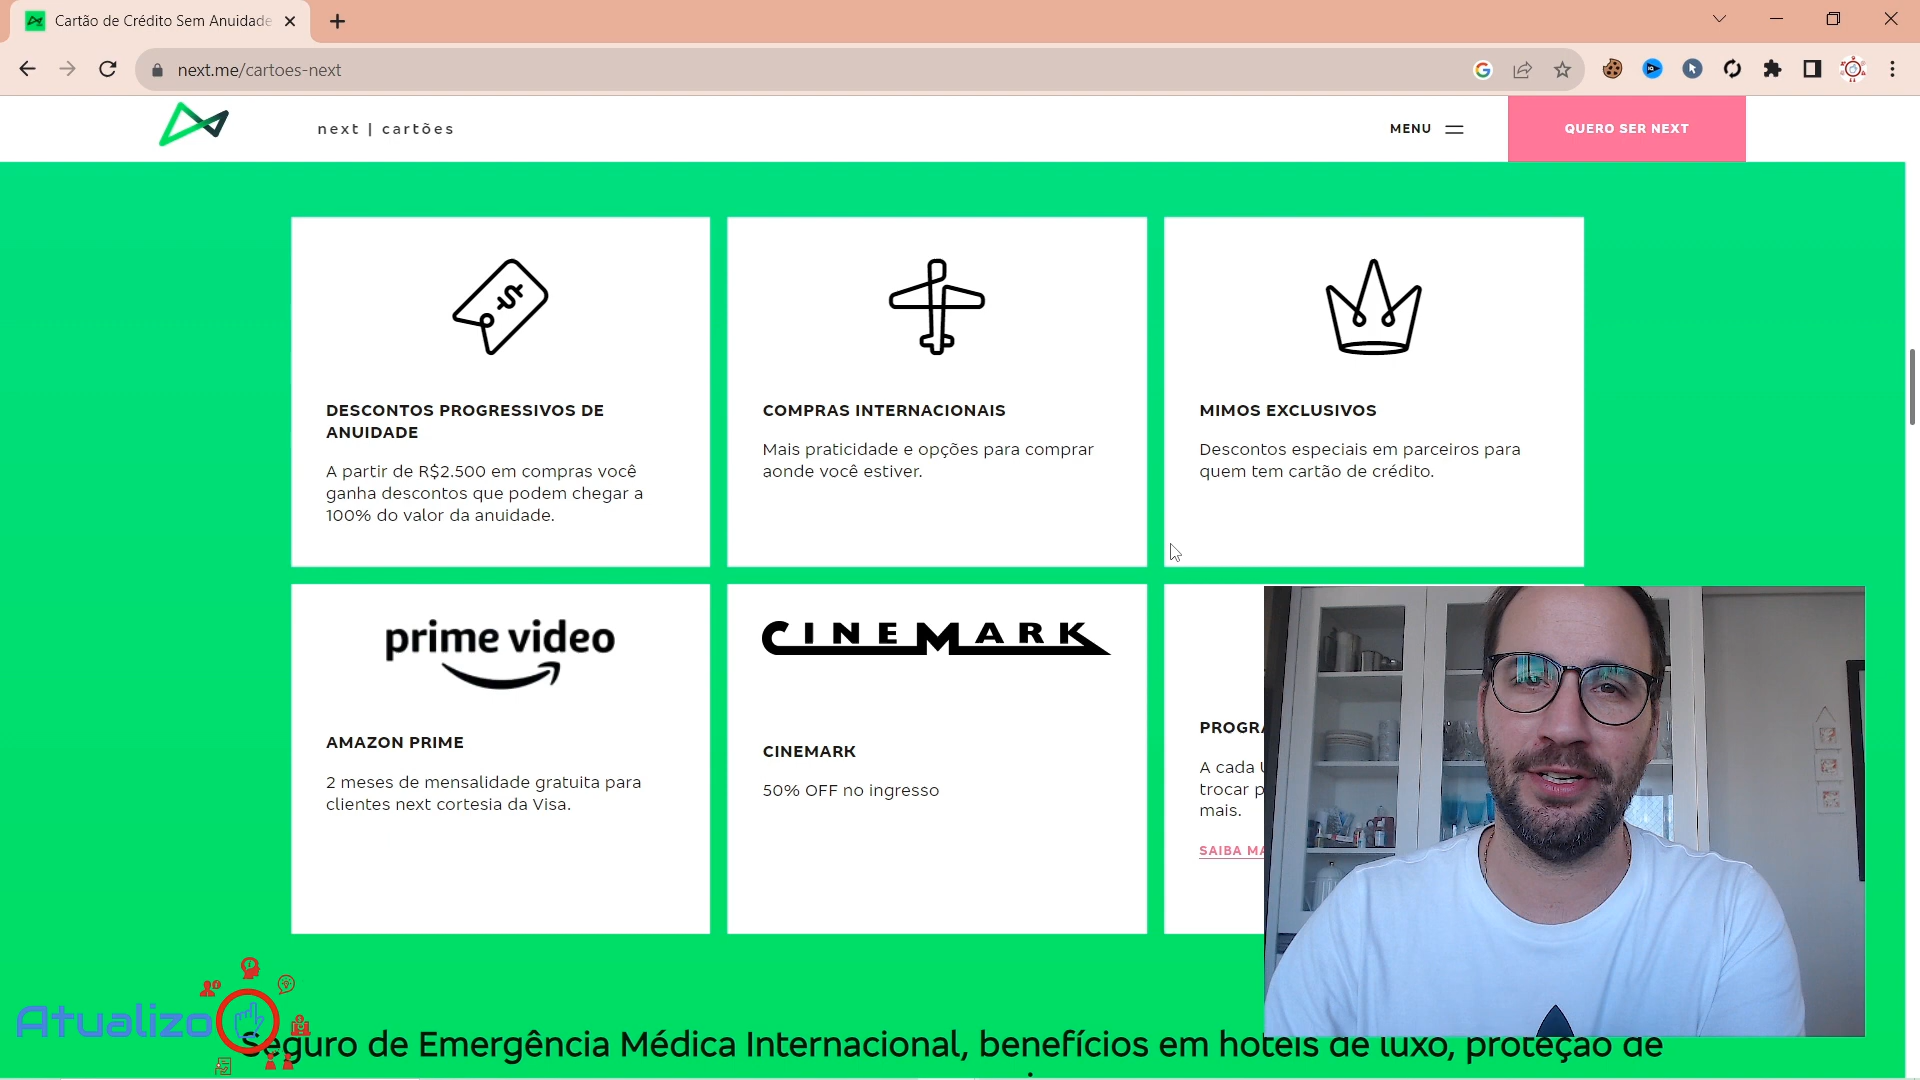 Cartão de Crédito Sem Anuidade
next.me/cartoes-next
next | cartões
MENU
QUERO SER NEXT
DESCONTOS PROGRESSIVOS DE
ANUIDADE
A partir de R$2.500 em compras você
ganha descontos que podem chegar a
100% do valor da anuidade.
COMPRAS INTERNACIONAIS
Mais praticidade e opções para comprar
aonde você estiver.
MIMOS EXCLUSIVOS
Descontos especiais em parceiros para
quem tem cartão de crédito.
prime video
AMAZON PRIME
2 meses de mensalidade gratuita para
clientes next cortesia da Visa.
CINEMARK
CINEMARK
50% OFF no ingresso
A cada
trocar
mais.
SAIBA
Atualizo
Seguro de Emergência Médica Internacional, benefícios em hotéis de luxo, proteção de